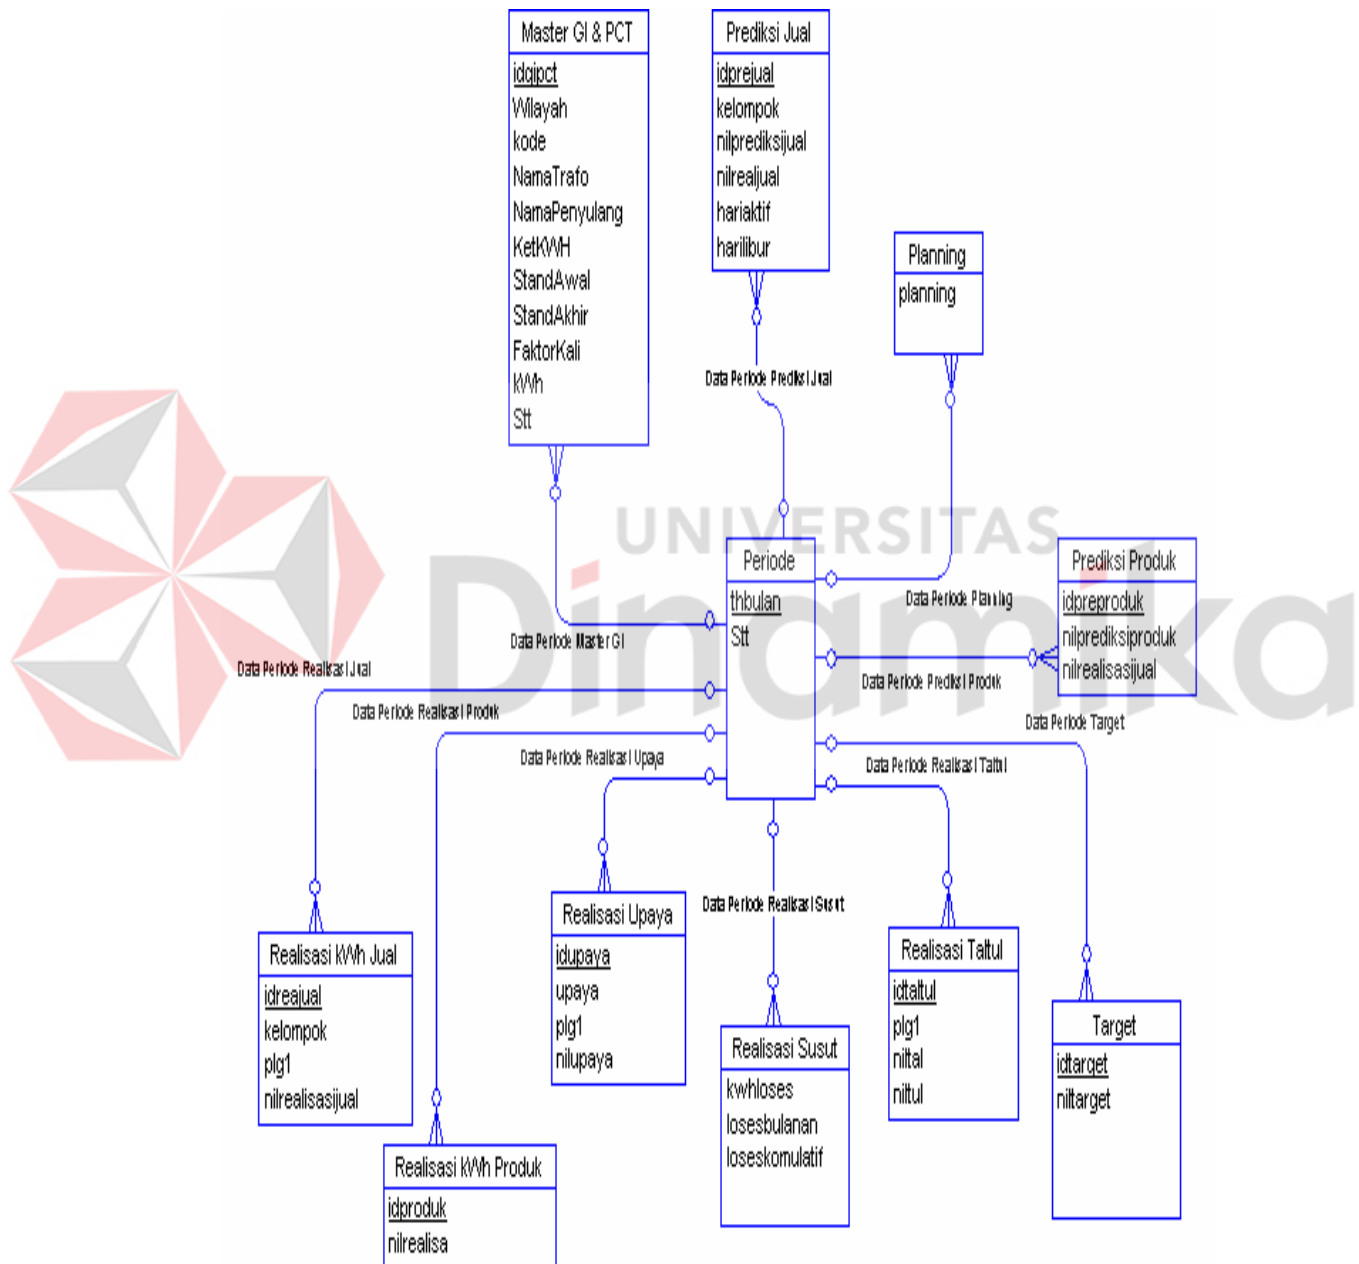 Master GI & PCT
idgipct
Wilayah
kode
NamaTrafo
NamaPenyulang
KetKWH
StandAwal
StandAkhir
FaktorKali
kWh
Stt
Prediksi Jual
idprejual
kelompok
nilprediksijual
nilrealjual
hariaktif
harilibur
Planning
planning
Data Periode Prediksi Jual
UNIVERSITAS
Dinamika
Periode
thbulan
Stt
Prediksi Produk
idpreproduk
nilprediksiproduk
nilrealisasijual
Data Periode Planning
Data Periode Master GI
Data Periode Realisasi Jual
Data Periode Prediksi Produk
Data Periode Realisasi Produk
Data Periode Target
Data Periode Realisasi Upaya
Data Periode Realisasi Taltul
Data Periode Realisasi Susut
Realisasi kWh Jual
idreajual
kelompok
plg1
nilrealisasijual
Realisasi Upaya
idupaya
upaya
plg1
nilupaya
Realisasi Susut
kwhloses
losesbulanan
loseskomulatif
Realisasi Taltul
idtaltul
plg1
niltal
niltul
Target
idtarget
niltarget
Realisasi kWh Produk
idproduk
nilrealisa